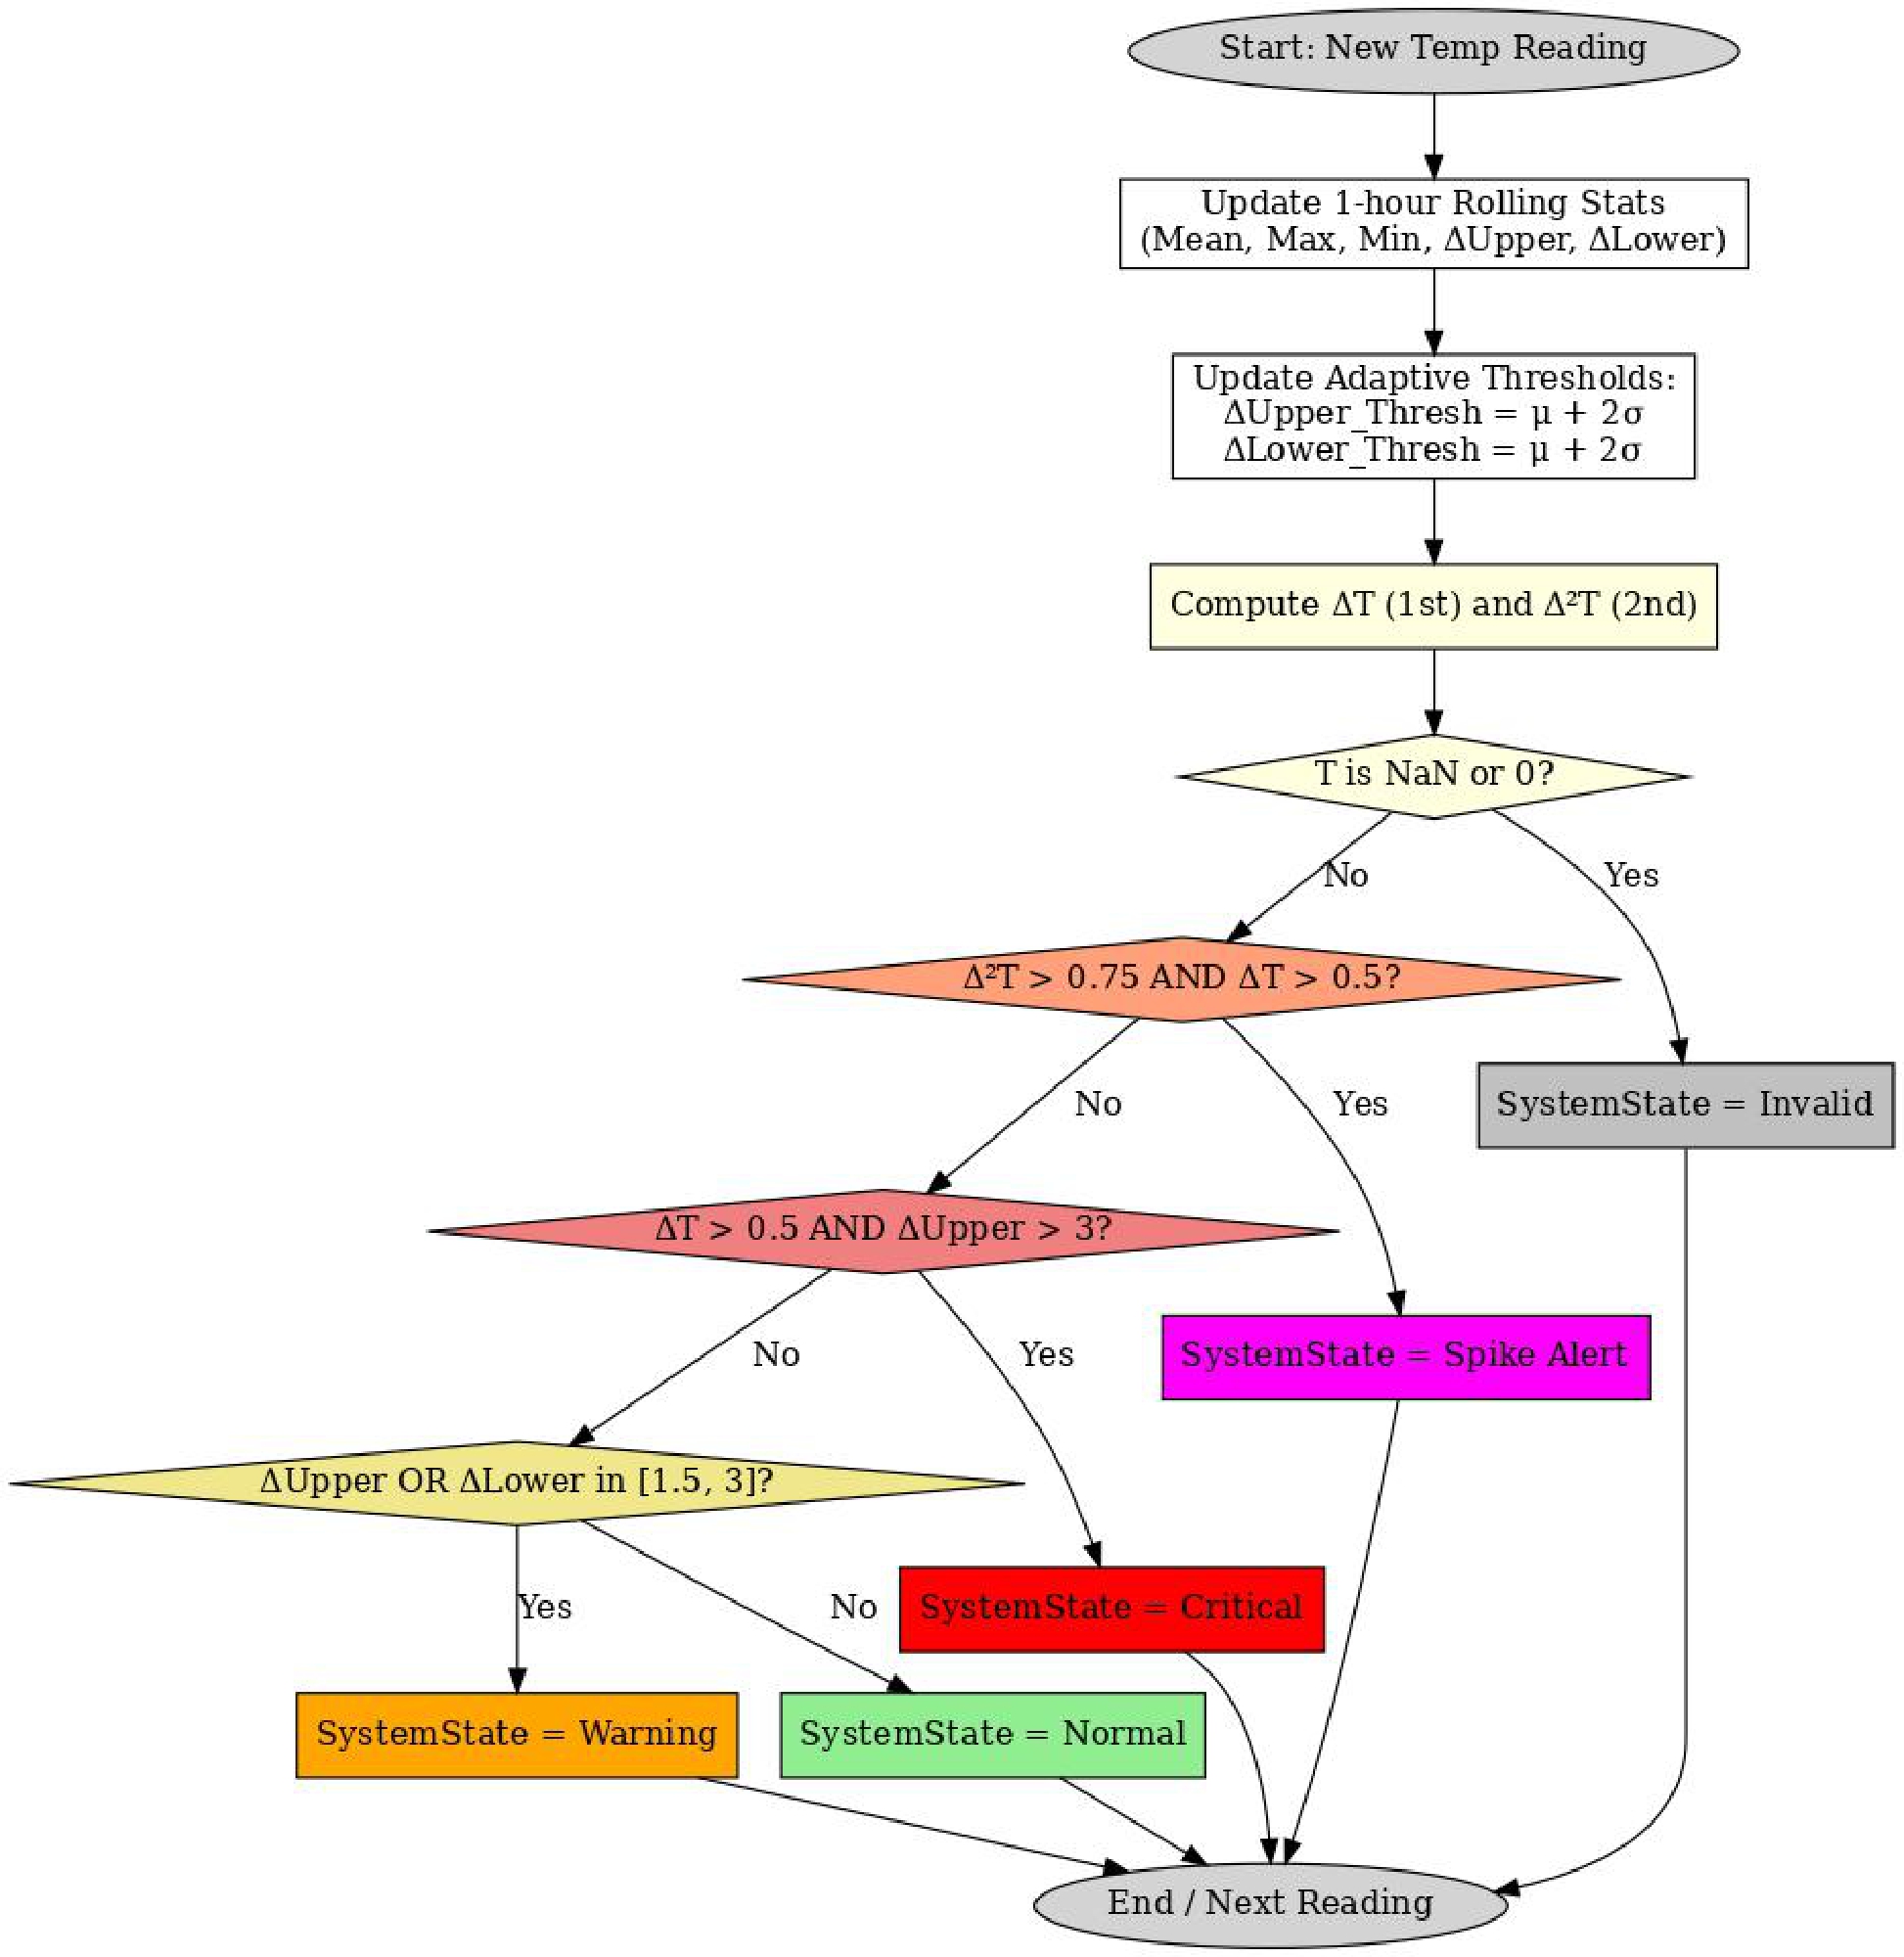 Start: New Temp Reading
Update 1-hour Rolling Stats
(Mean, Max, Min, ΔUpper, ΔLower)
Update Adaptive Thresholds:
ΔUpper_Thresh = μ + 2σ
ΔLower_Thresh = μ + 2σ
Compute ΔT (1st) and Δ²T (2nd)
T is NaN or 0?
No
Yes
Δ²T > 0.75 AND ΔT > 0.5?
No
Yes
SystemState = Invalid
ΔT > 0.5 AND ΔUpper > 3?
No
Yes
SystemState = Spike Alert
ΔUpper OR ΔLower in [1.5, 3]?
Yes
No
SystemState = Critical
SystemState = Warning
SystemState = Normal
End / Next Reading